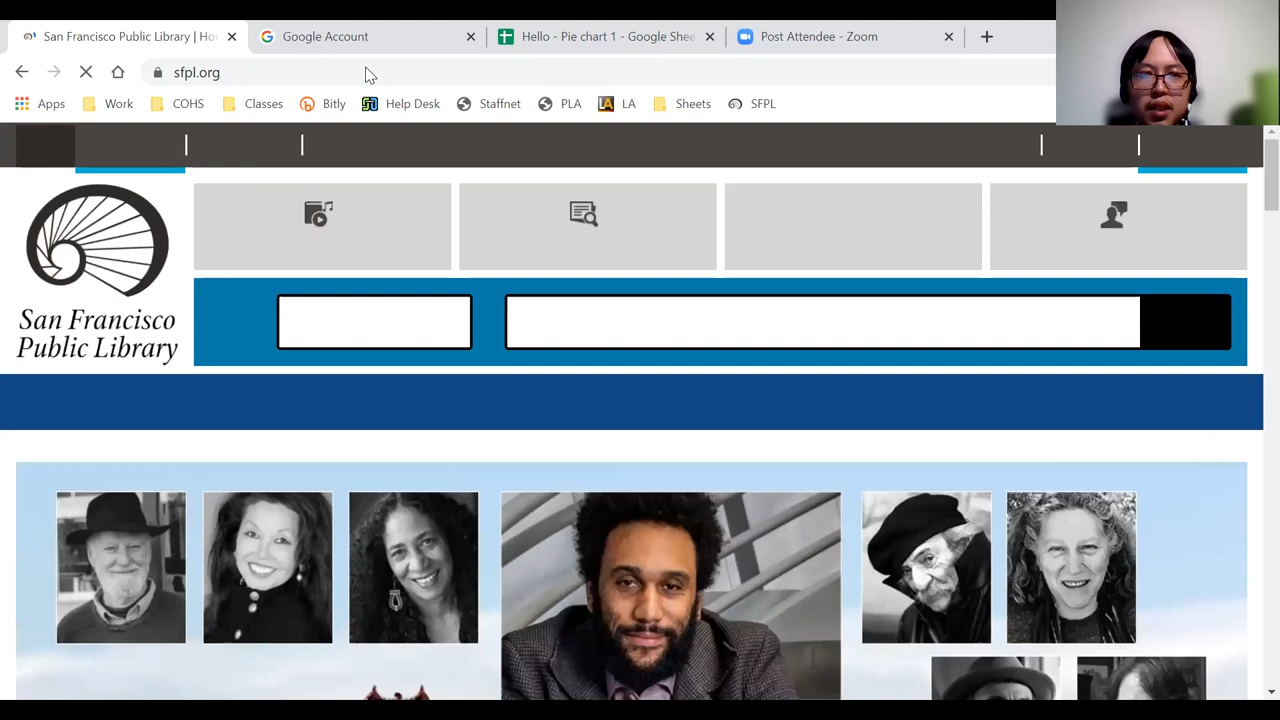 San Francisco Public Library | Ho
Google Account
Hello - Pie chart 1 - Google Shee
Post Attendee - Zoom
sfpl.org
Apps
Work
COHS
Classes
Bitly
Help Desk
Staffnet
PLA
LA
Sheets
SFPL
San Francisco
Public Library